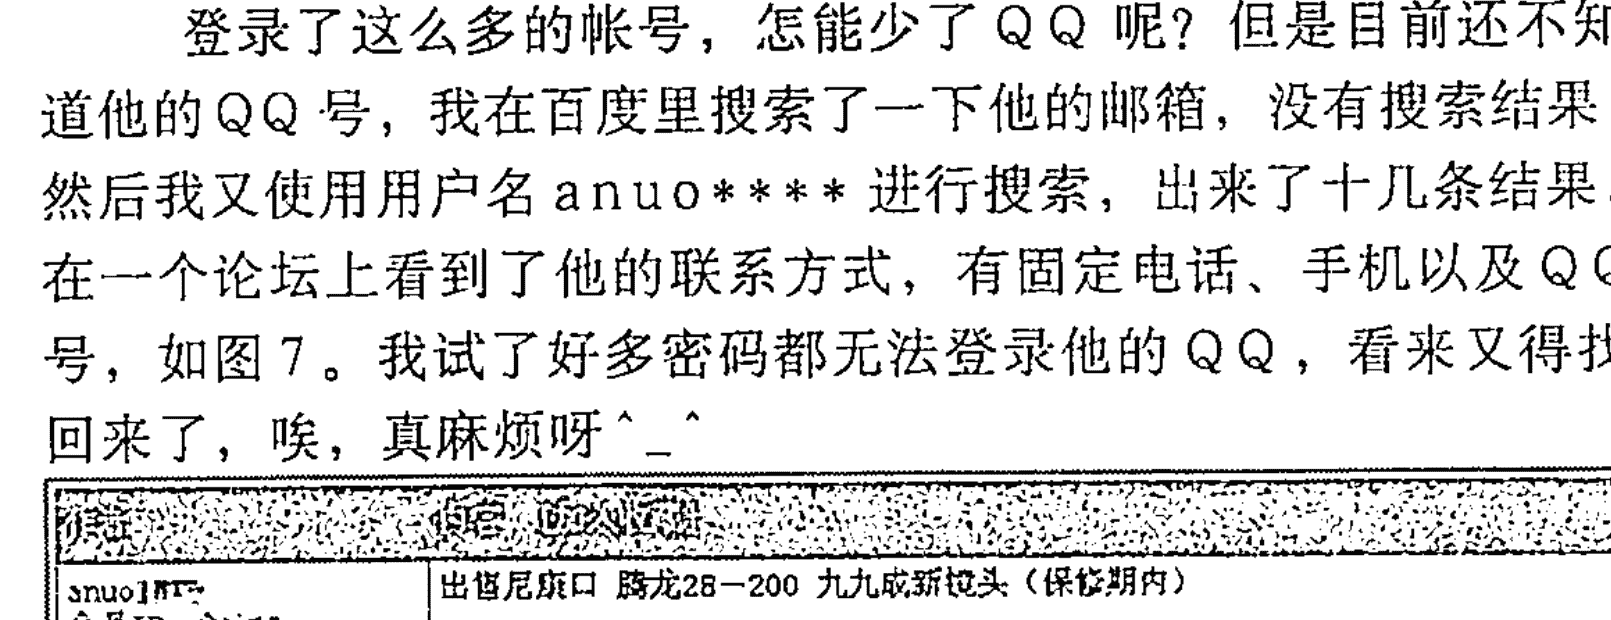 登录了这么多的帐号，怎能少了QQ呢？但是目前还不知
道他的QQ号，我在百度里搜索了一下他的邮箱，没有搜索结果
然后我又使用用户名anuo****进行搜索，出来了十几条结果
在一个论坛上看到了他的联系方式，有固定电话、手机以及QQ
号，如图7。我试了好多密码都无法登录他的QQ，看来又得找
回来了，唉，真麻烦呀^_^
作者
出售尼康口 腾龙28-200 九九成新镜头（保修期内）